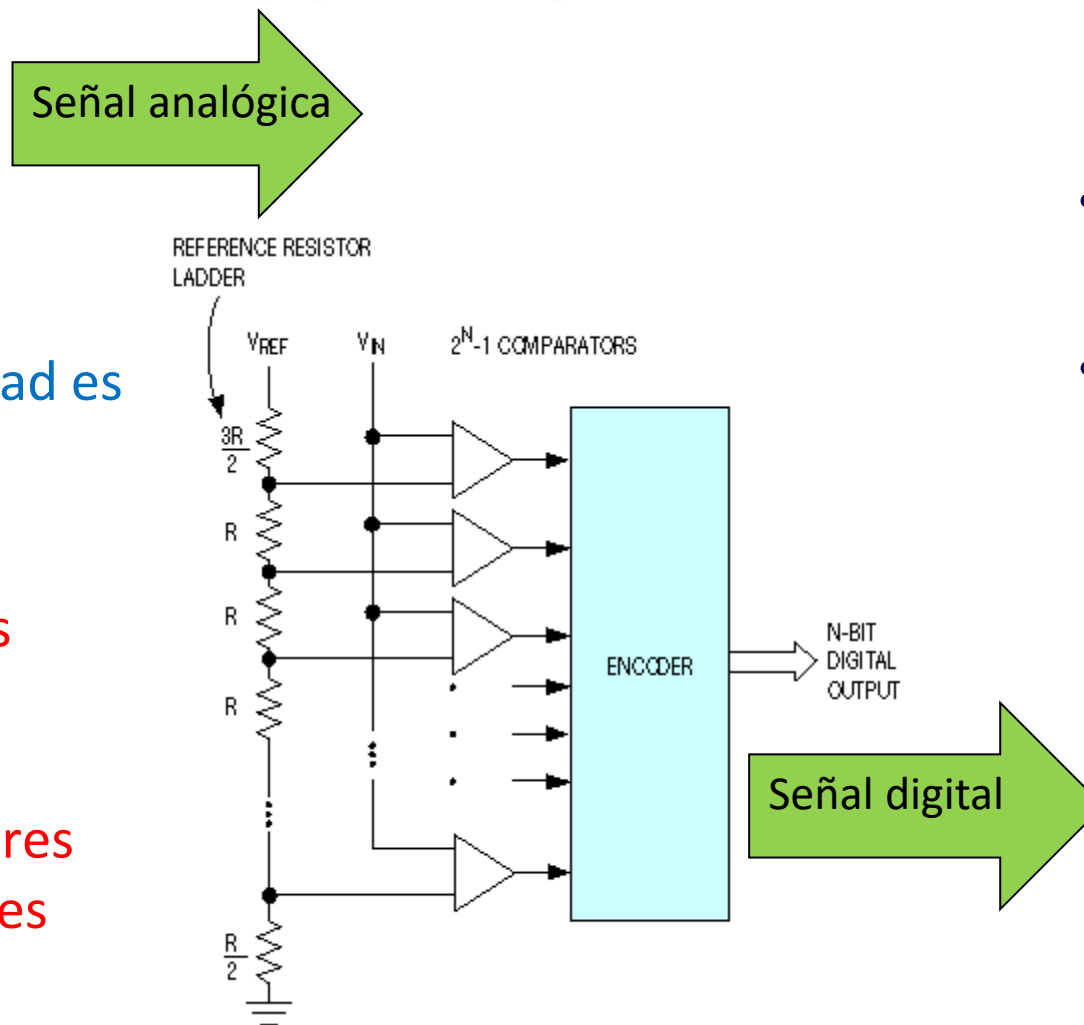 Señal analógica
REFERENCE RESISTOR
LADDER
VREF
VIN
2^N-1 COMPARATORS
ad es
3R
2
R
R
s
R
ENCODER
N-BIT
DIGITAL
OUTPUT
Señal digital
res
es
R
2